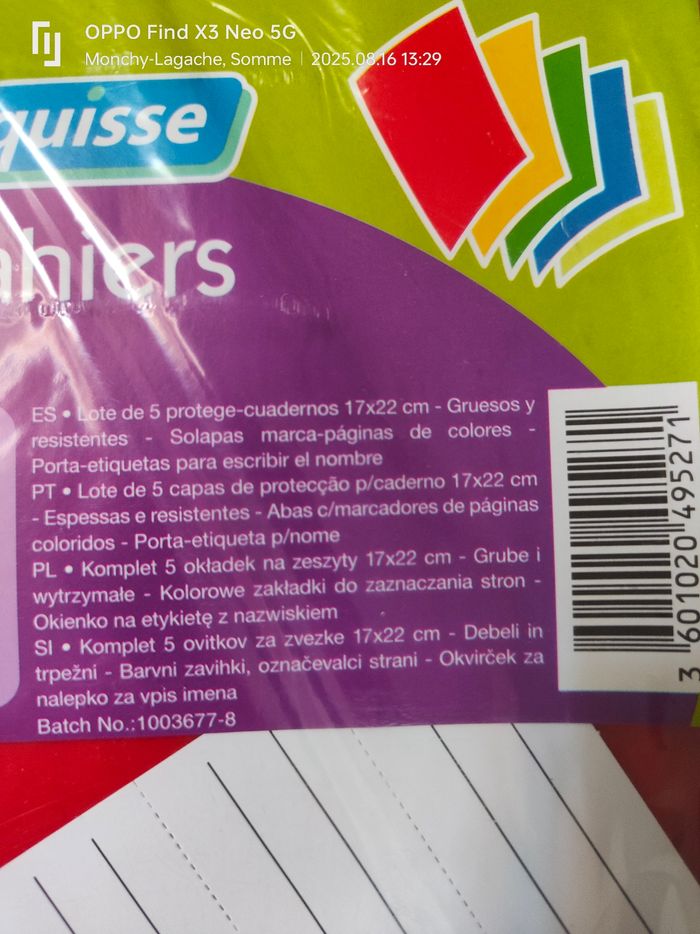 OPPO Find X3 Neo 5G
Monchy-Lagache, Somme | 2025.08.16 13:29
quisse
ahiers
ES • Lote de 5 protege-cuadernos 17x22 cm - Gruesos y
resistentes - Solapas marca-páginas de colores -
Porta-etiquetas para escribir el nombre
PT • Lote de 5 capas de protecção p/caderno 17x22 cm
- Espessas e resistentes - Abas c/marcadores de páginas
coloridos - Porta-etiqueta p/nome
PL • Komplet 5 okładek na zeszyty 17x22 cm - Grube i
wytrzymałe - Kolorowe zakładki do zaznaczania stron -
Okienko na etykietę z nazwiskiem
SI • Komplet 5 ovitkov za zvezke 17x22 cm - Debeli in
trpežni - Barvni zavihki, označevalci strani - Okvirček za
nalepko za vpis imena
Batch No.:1003677-8
3 601020 495271